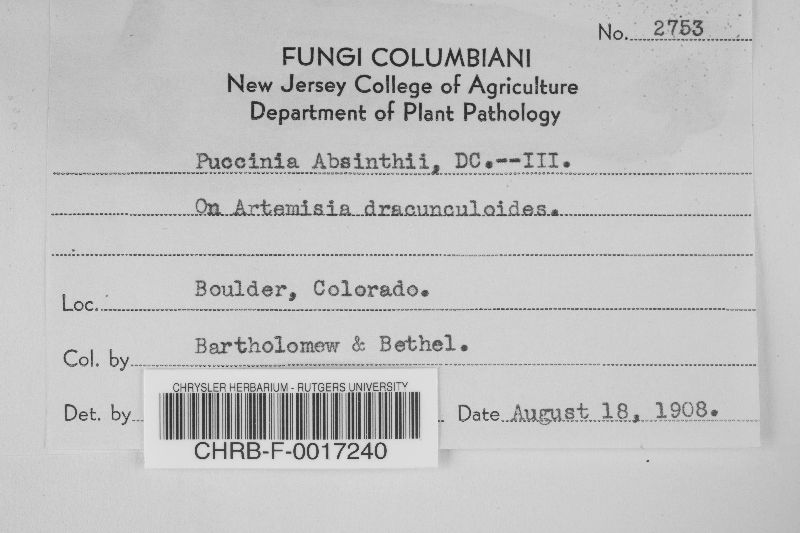 No. 2753
FUNGI COLUMBIANI
New Jersey College of Agriculture
Department of Plant Pathology
Puccinia Absinthii, DC.--III.
On Artemisia dracunculoides.
Loc. Boulder, Colorado.
Col. by Bartholomew & Bethel.
Det. by Date August 18, 1908.
CHRYSLER HERBARIUM - RUTGERS UNIVERSITY
CHRB-F-0017240